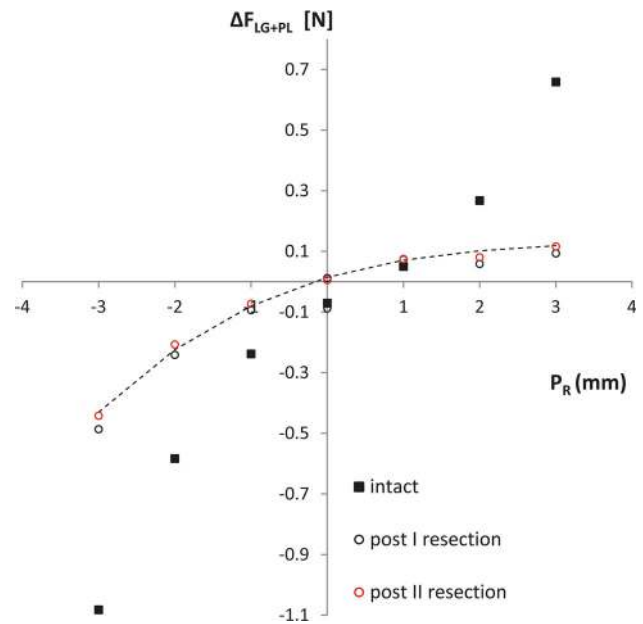 ΔF_LG+PL [N]
0.7
0.5
0.3
0.1
-4 -3 -2 -1 0 1 2 3 4
-0.1
-0.3
P_R (mm)
-0.5
-0.7
intact
post I resection
-0.9
post II resection
-1.1